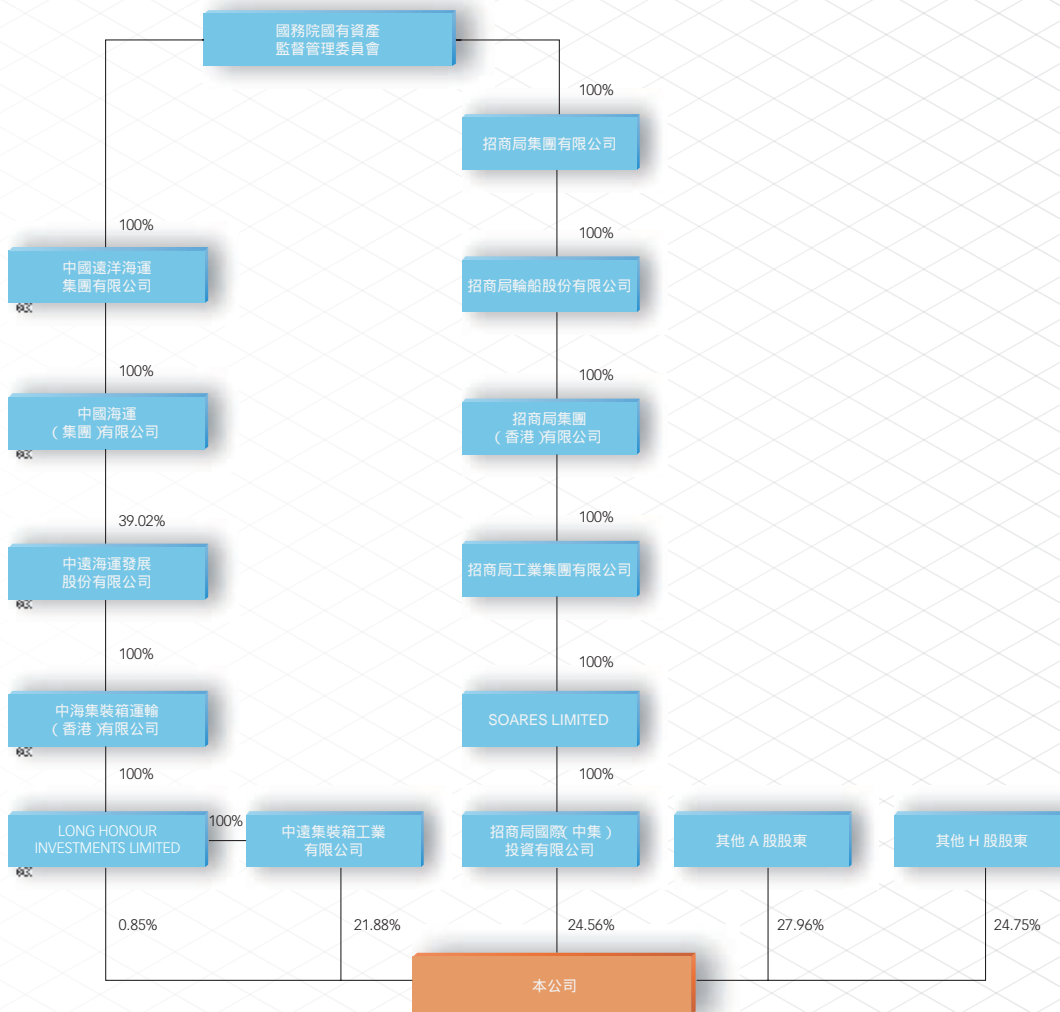 國務院國有資產
監督管理委員會
100%
招商局集團有限公司
100%
100%
中國遠洋海運
集團有限公司
招商局輪船股份有限公司
100%
100%
中國海運
（集團）有限公司
招商局集團
（香港）有限公司
39.02%
100%
中遠海運發展
股份有限公司
招商局工業集團有限公司
100%
100%
中海集裝箱運輸
（香港）有限公司
SOARES LIMITED
100%
100%
LONG HONOUR
INVESTMENTS LIMITED
100%
中遠集裝箱工業
有限公司
招商局國際（中集）
投資有限公司
其他 A 股股東
其他 H 股股東
0.85%
21.88%
24.56%
27.96%
24.75%
本公司